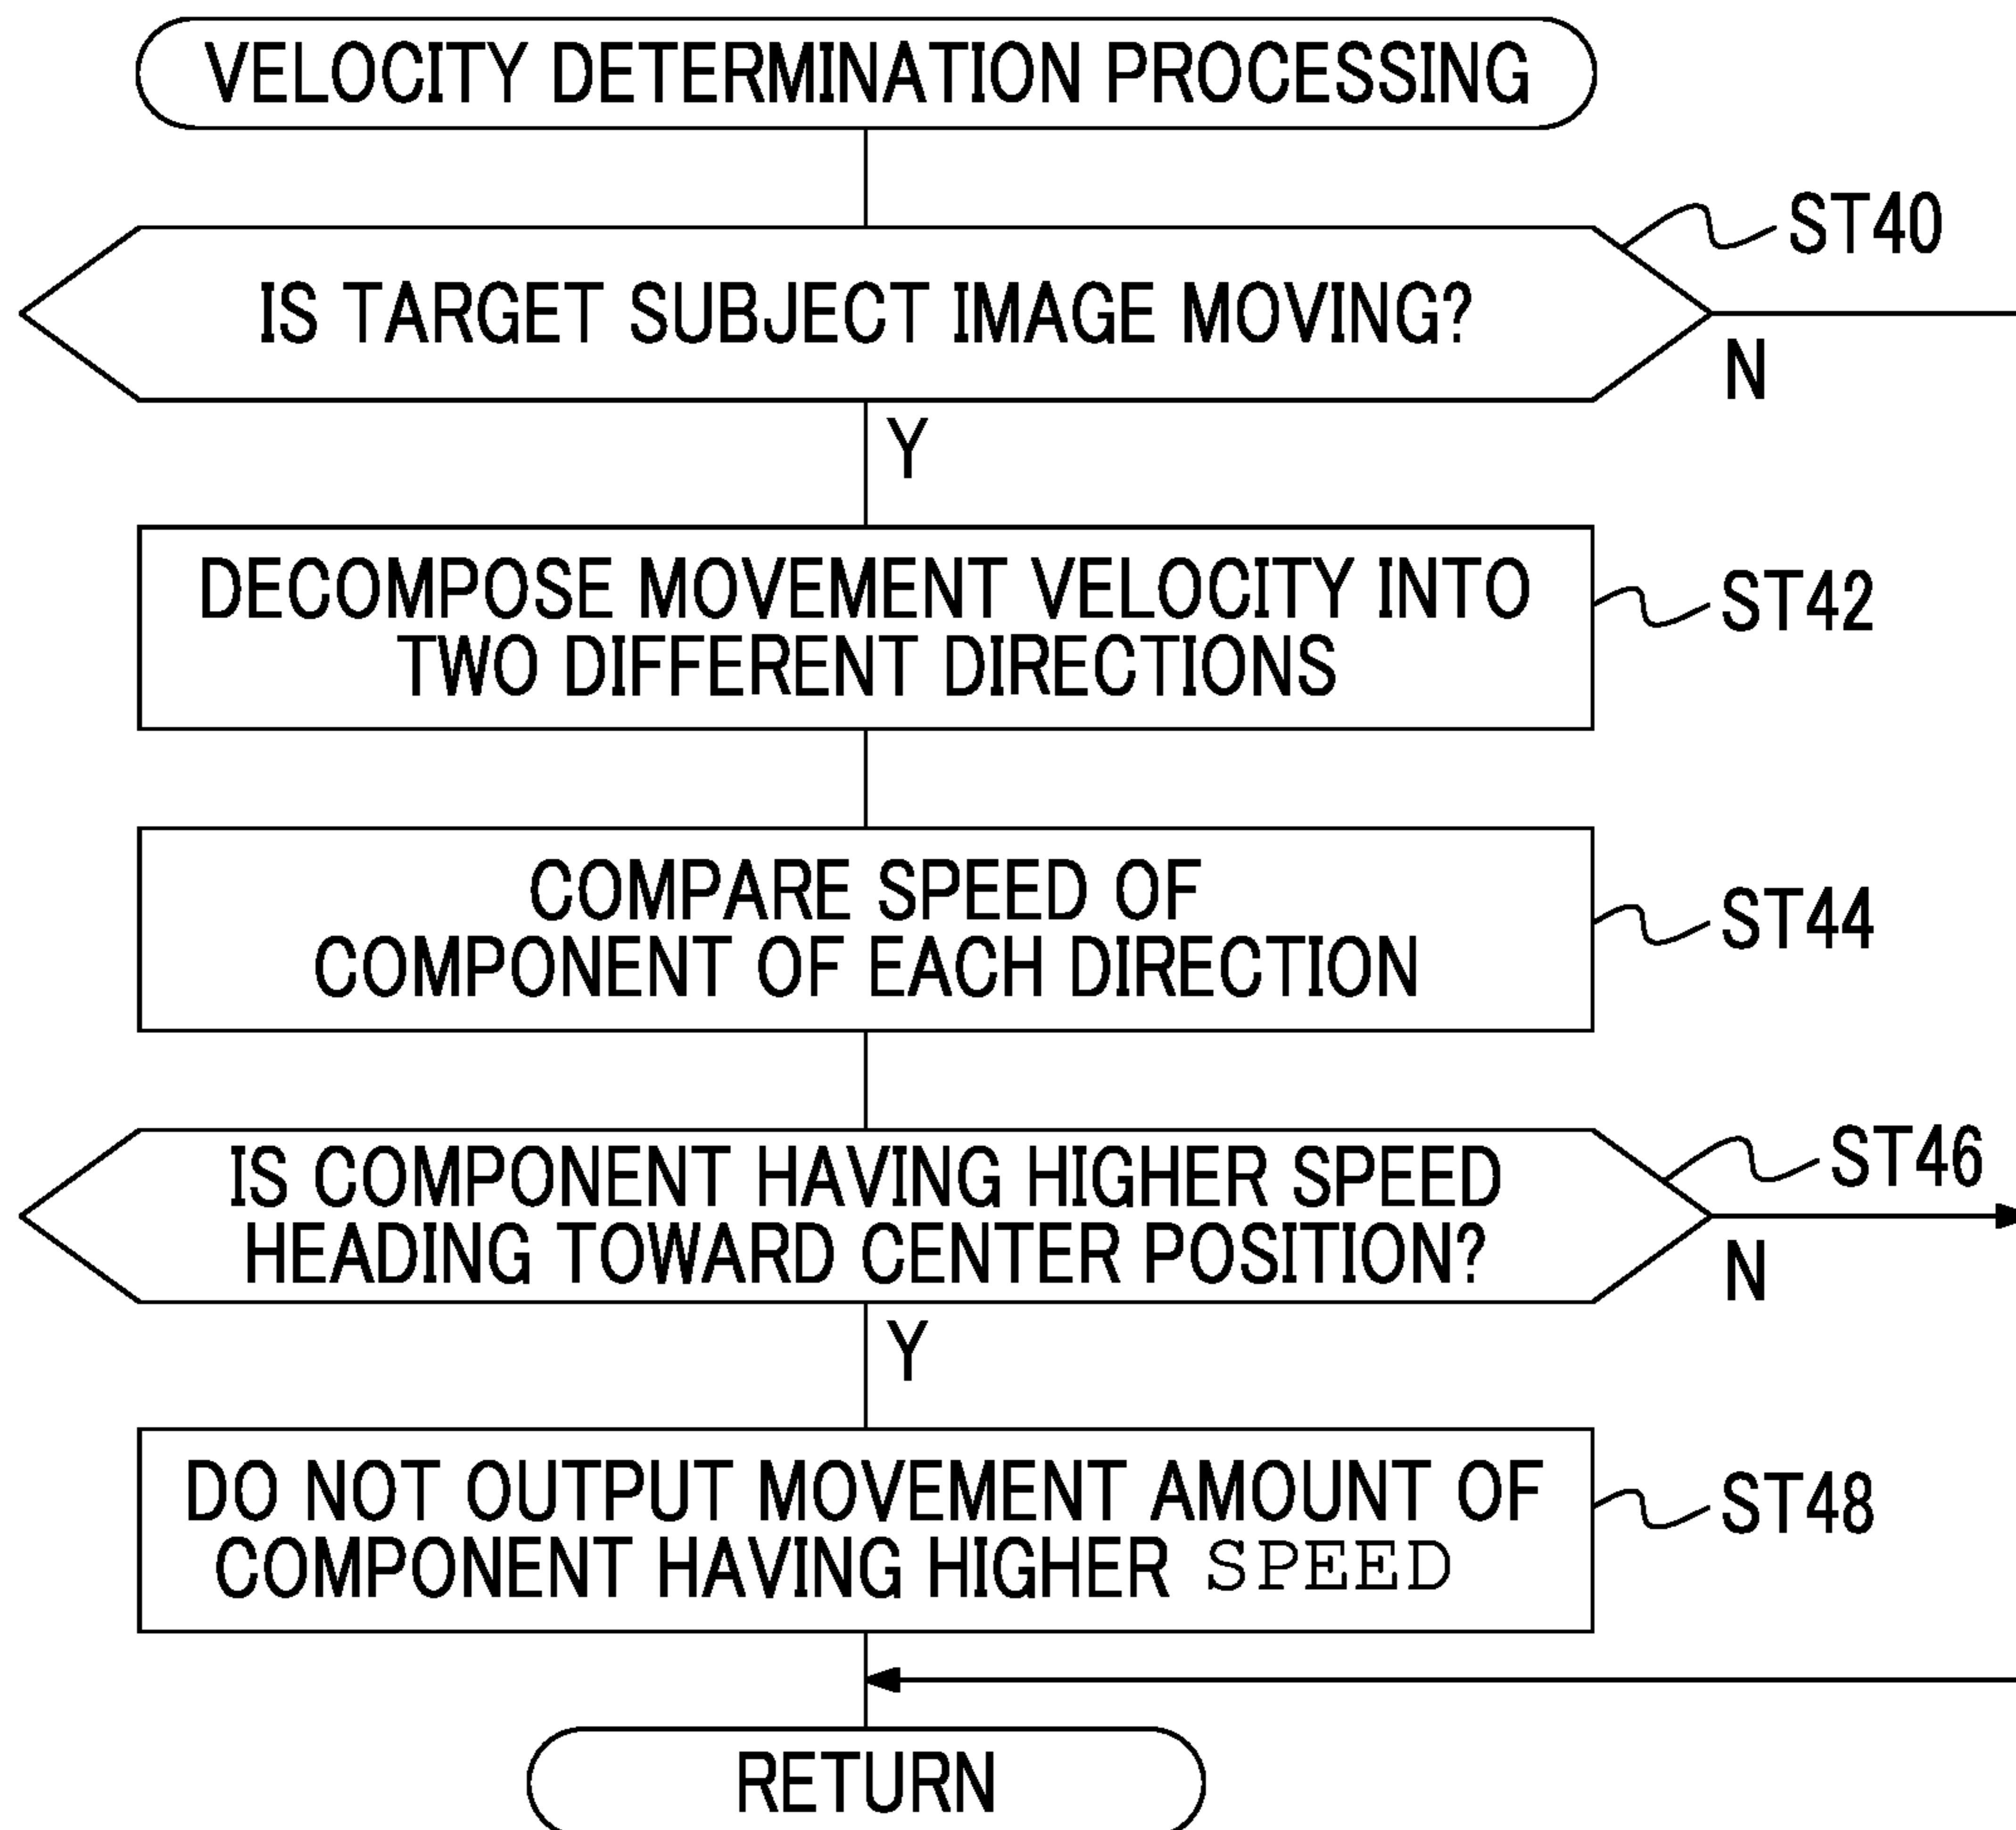 VELOCITY DETERMINATION PROCESSING
ST40
IS TARGET SUBJECT IMAGE MOVING?
N
Y
DECOMPOSE MOVEMENT VELOCITY INTO
TWO DIFFERENT DIRECTIONS
ST42
COMPARE SPEED OF
COMPONENT OF EACH DIRECTION
ST44
IS COMPONENT HAVING HIGHER SPEED
HEADING TOWARD CENTER POSITION?
ST46
N
Y
DO NOT OUTPUT MOVEMENT AMOUNT OF
COMPONENT HAVING HIGHER SPEED
ST48
RETURN